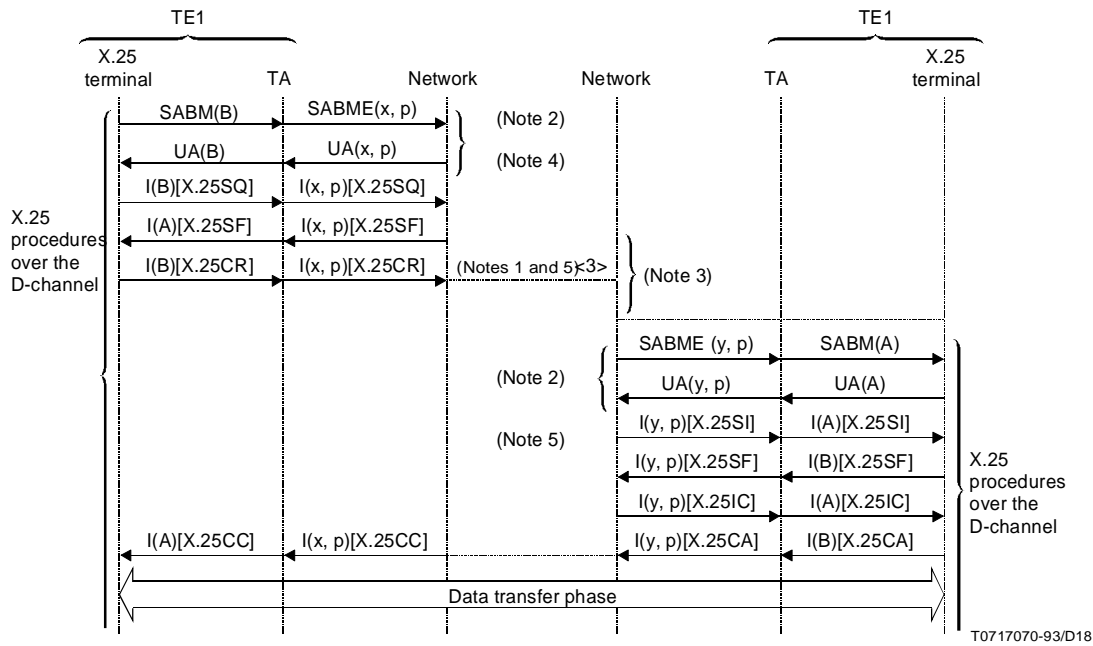 TE1 TE1
X.25 terminal TA Network Network TA X.25 terminal
SABM(B) SABME(x, p) (Note 2)
UA(B) UA(x, p) (Note 4)
I(B)[X.25SQ] I(x, p)[X.25SQ]
I(A)[X.25SF] I(x, p)[X.25SF]
X.25
procedures
over the
D-channel
I(B)[X.25CR] I(x, p)[X.25CR] (Notes 1 and 5)<3> (Note 3)
SABME (y, p) SABM(A)
(Note 2) UA(y, p) UA(A)
(Note 5) I(y, p)[X.25SI] I(A)[X.25SI]
I(y, p)[X.25SF] I(B)[X.25SF]
I(y, p)[X.25IC] I(A)[X.25IC]
X.25
procedures
over the
D-channel
I(A)[X.25CC] I(x, p)[X.25CC] I(y, p)[X.25CA] I(B)[X.25CA]
Data transfer phase
T0717070-93/D18